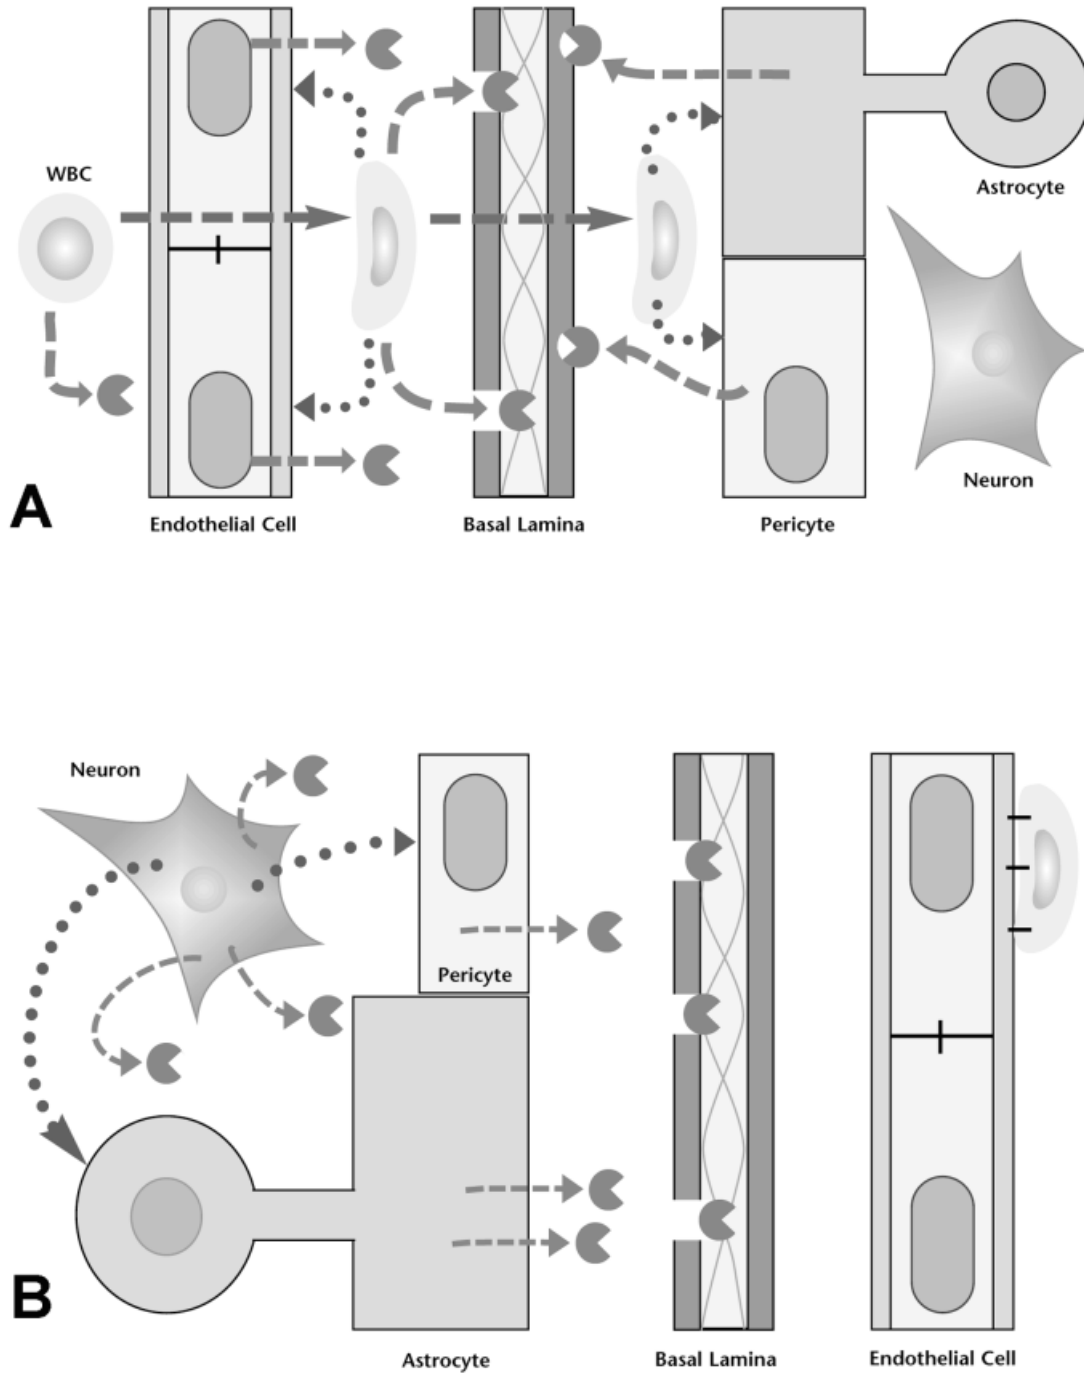 WBC
Astrocyte
Neuron
A
Endothelial Cell
Basal Lamina
Pericyte
Neuron
Pericyte
B
Astrocyte
Basal Lamina
Endothelial Cell